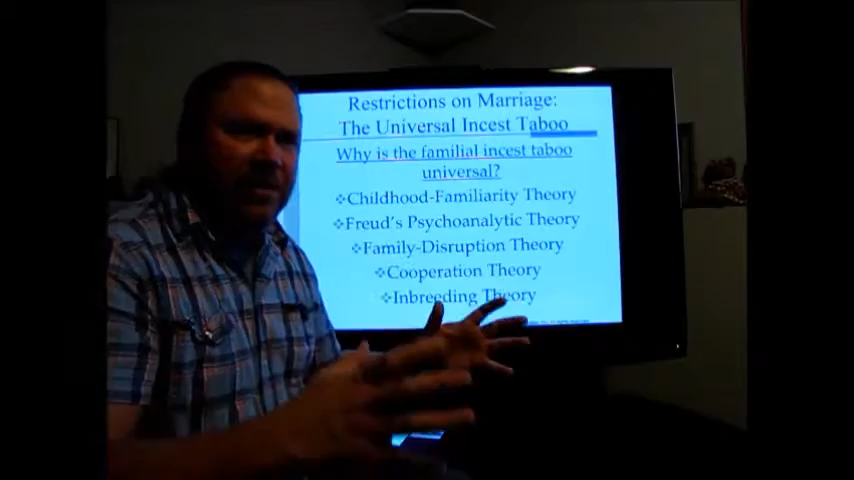 Restrictions on Marriage:
The Universal Incest Taboo
Why is the familial incest taboo
universal?
❖Childhood-Familiarity Theory
❖Freud's Psychoanalytic Theory
❖Family-Disruption Theory
❖Cooperation Theory
❖Inbreeding Theory